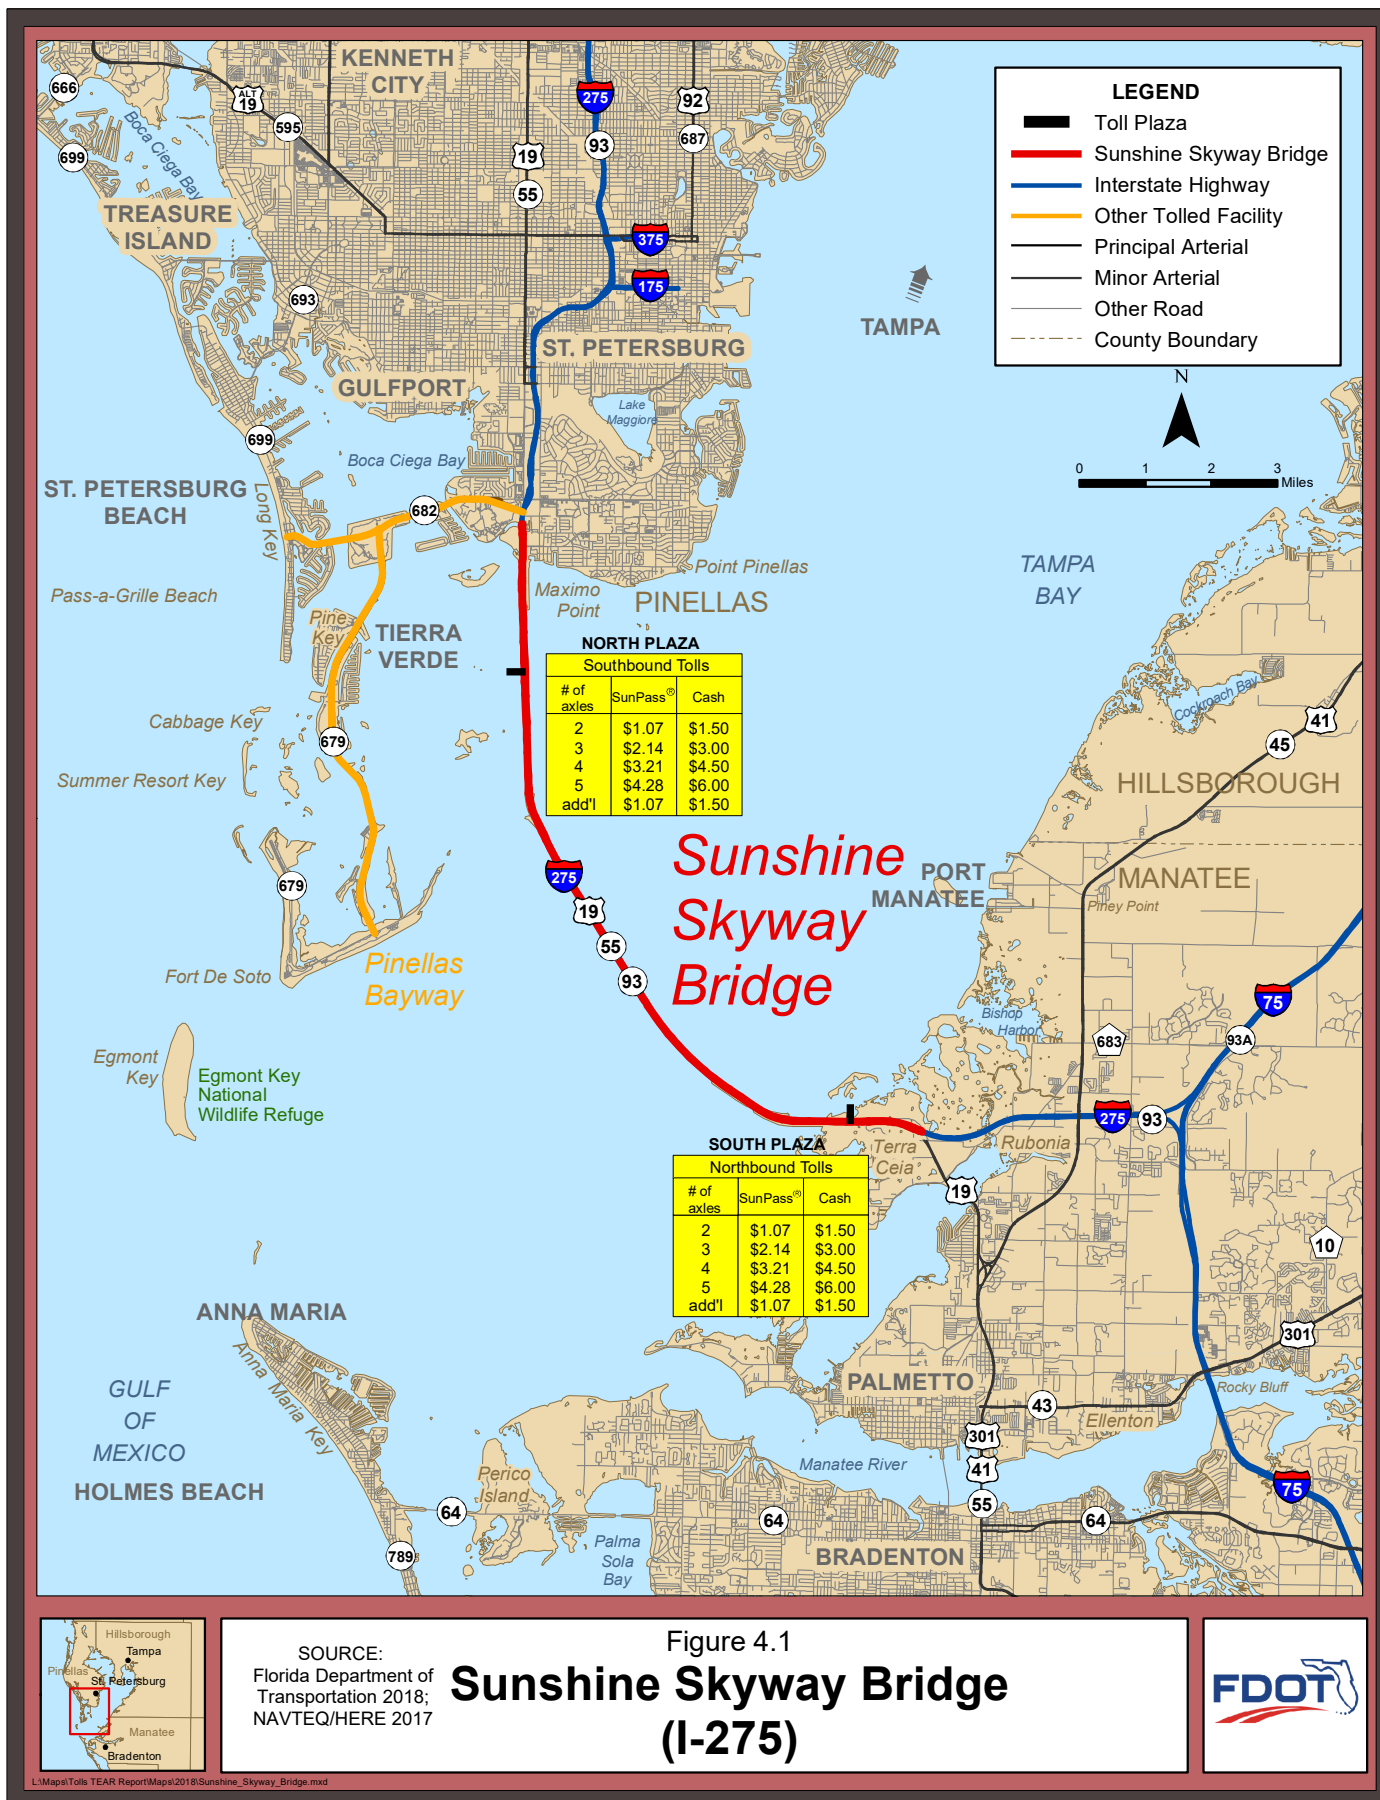 KENNETH
CITY
666
ALT
19
275
92
595
93
687
699
19
55
Boca Ciega Bay
TREASURE
ISLAND
375
175
693
TAMPA
ST. PETERSBURG
GULFPORT
Lake
Maggiore
699
Boca Ciega Bay
ST. PETERSBURG
BEACH
Long Key
682
LEGEND
Toll Plaza
Sunshine Skyway Bridge
Interstate Highway
Other Tolled Facility
Principal Arterial
Minor Arterial
Other Road
County Boundary
N
0 1 2 3
Miles
TAMPA
BAY
Point Pinellas
Maximo
Point
PINELLAS
Pass-a-Grille Beach
Pine
Key
TIERRA
VERDE
NORTH PLAZA
Southbound Tolls
# of
axles
SunPass® Cash
2 $1.07 $1.50
3 $2.14 $3.00
4 $3.21 $4.50
5 $4.28 $6.00
add'l $1.07 $1.50
Cabbage Key
679
Summer Resort Key
Cockroach Bay
41
45
HILLSBOROUGH
Sunshine
Skyway
Bridge
PORT
MANATEE
MANATEE
Piney Point
275
19
55
93
679
Fort De Soto
Pinellas
Bayway
75
Bishop
Harbor
683
93A
Egmont
Key
Egmont Key
National
Wildlife Refuge
275
93
Terra
Ceia
Rubonia
19
SOUTH PLAZA
Northbound Tolls
# of
axles
SunPass® Cash
2 $1.07 $1.50
3 $2.14 $3.00
4 $3.21 $4.50
5 $4.28 $6.00
add'l $1.07 $1.50
10
301
ANNA MARIA
Anna Maria Key
GULF
OF
MEXICO
HOLMES BEACH
PALMETTO
43
Ellenton
Rocky Bluff
301
41
55
Manatee River
75
Perico
Island
64
64
64
789
Palma
Sola
Bay
BRADENTON
Hillsborough
Tampa
Pinellas
St. Petersburg
Manatee
Bradenton
SOURCE:
Florida Department of
Transportation 2018;
NAVTEQ/HERE 2017
Figure 4.1
Sunshine Skyway Bridge
(I-275)
FDOT
L:\Maps\Tolls TEAR Report\Maps\2018\Sunshine_Skyway_Bridge.mxd